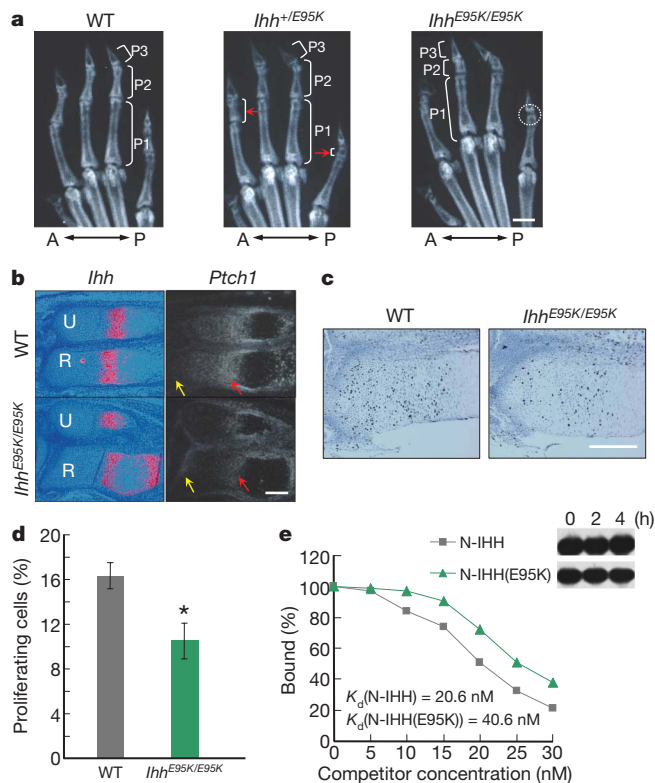 a
WT
Ihh+/E95K
IhhE95K/E95K
P3
P2
P1
P3
P2
P1
P3
P2
P1
A P
A P
A P
b
Ihh
Ptch1
WT
U
R
IhhE95K/E95K
U
R
c
WT
IhhE95K/E95K
d
Proliferating cells (%)
20
16
12
8
4
0
*
WT
IhhE95K/E95K
e
N-IHH
N-IHH(E95K)
0 2 4 (h)
Bound (%)
120
100
80
60
40
20
Kd(N-IHH) = 20.6 nM
Kd(N-IHH(E95K)) = 40.6 nM
0 5 10 15 20 25 30
Competitor concentration (nM)